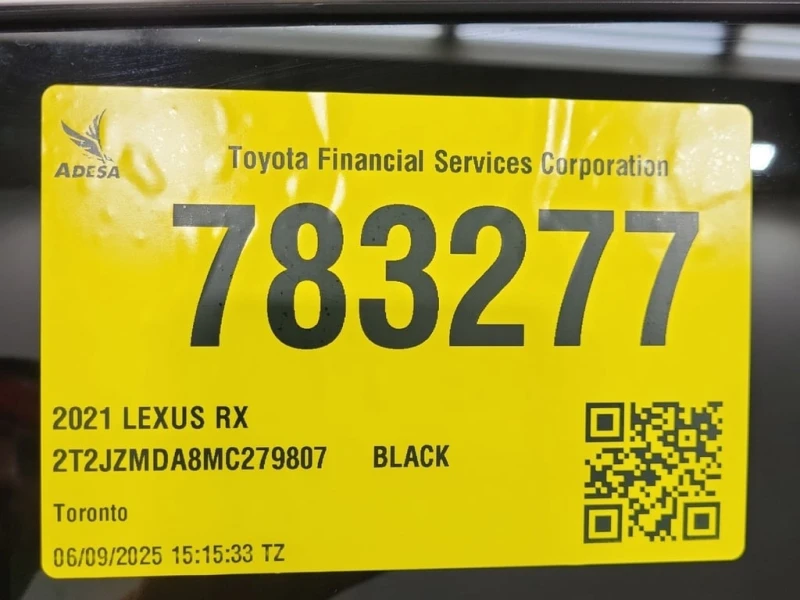 ADESA
Toyota Financial Services Corporation
783277
2021 LEXUS RX
2T2JZMDA8MC279807 BLACK
Toronto
06/09/2025 15:15:33 TZ